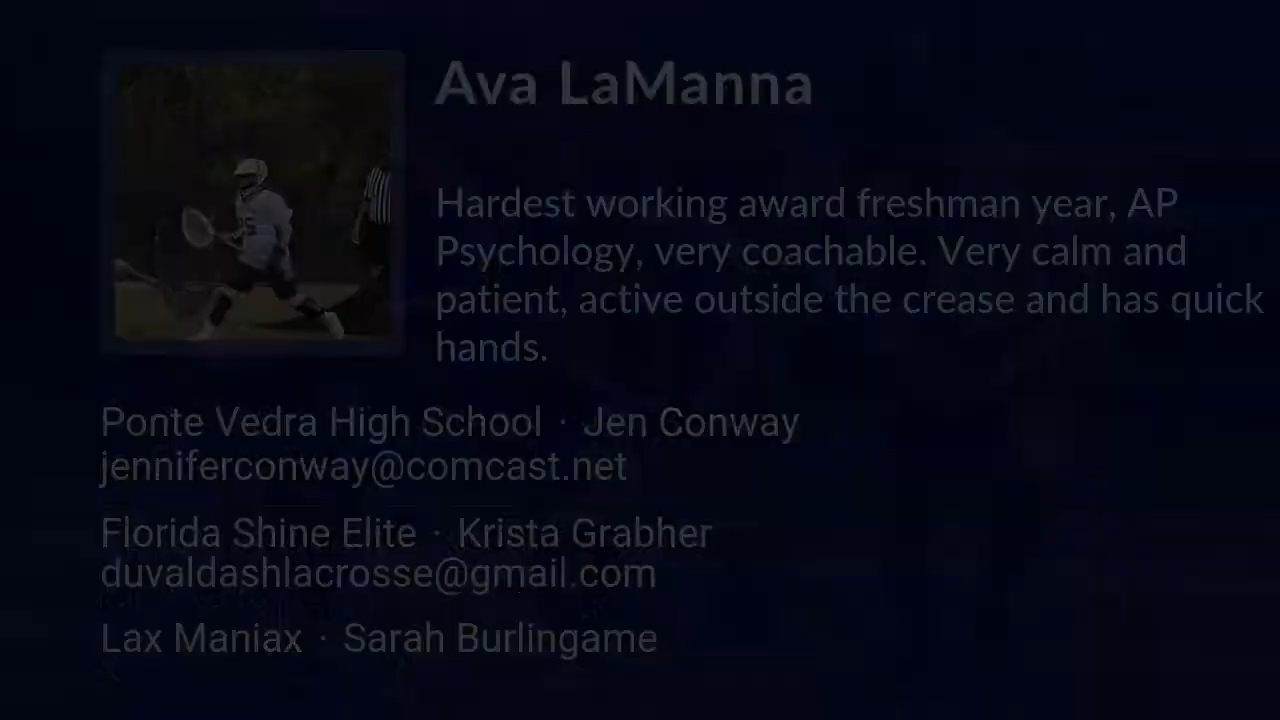 Ava LaManna
Hardest working award freshman year, AP
Psychology, very coachable. Very calm and
patient, active outside the crease and has quick
hands.
Ponte Vedra High School · Jen Conway
jenniferconway@comcast.net
Florida Shine Elite · Krista Grabher
duvaldashlacrosse@gmail.com
Lax Maniax · Sarah Burlingame